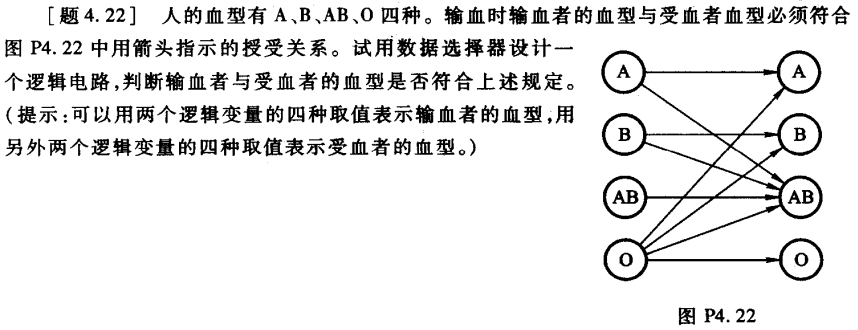 [题4.22] 人的血型有A、B、AB、O四种。输血时输血者的血型与受血者血型必须符合
图P4.22中用箭头指示的授受关系。试用数据选择器设计一
个逻辑电路,判断输血者与受血者的血型是否符合上述规定。
(提示:可以用两个逻辑变量的四种取值表示输血者的血型,用
另外两个逻辑变量的四种取值表示受血者的血型。)
A A
B B
AB AB
O O
图 P4.22